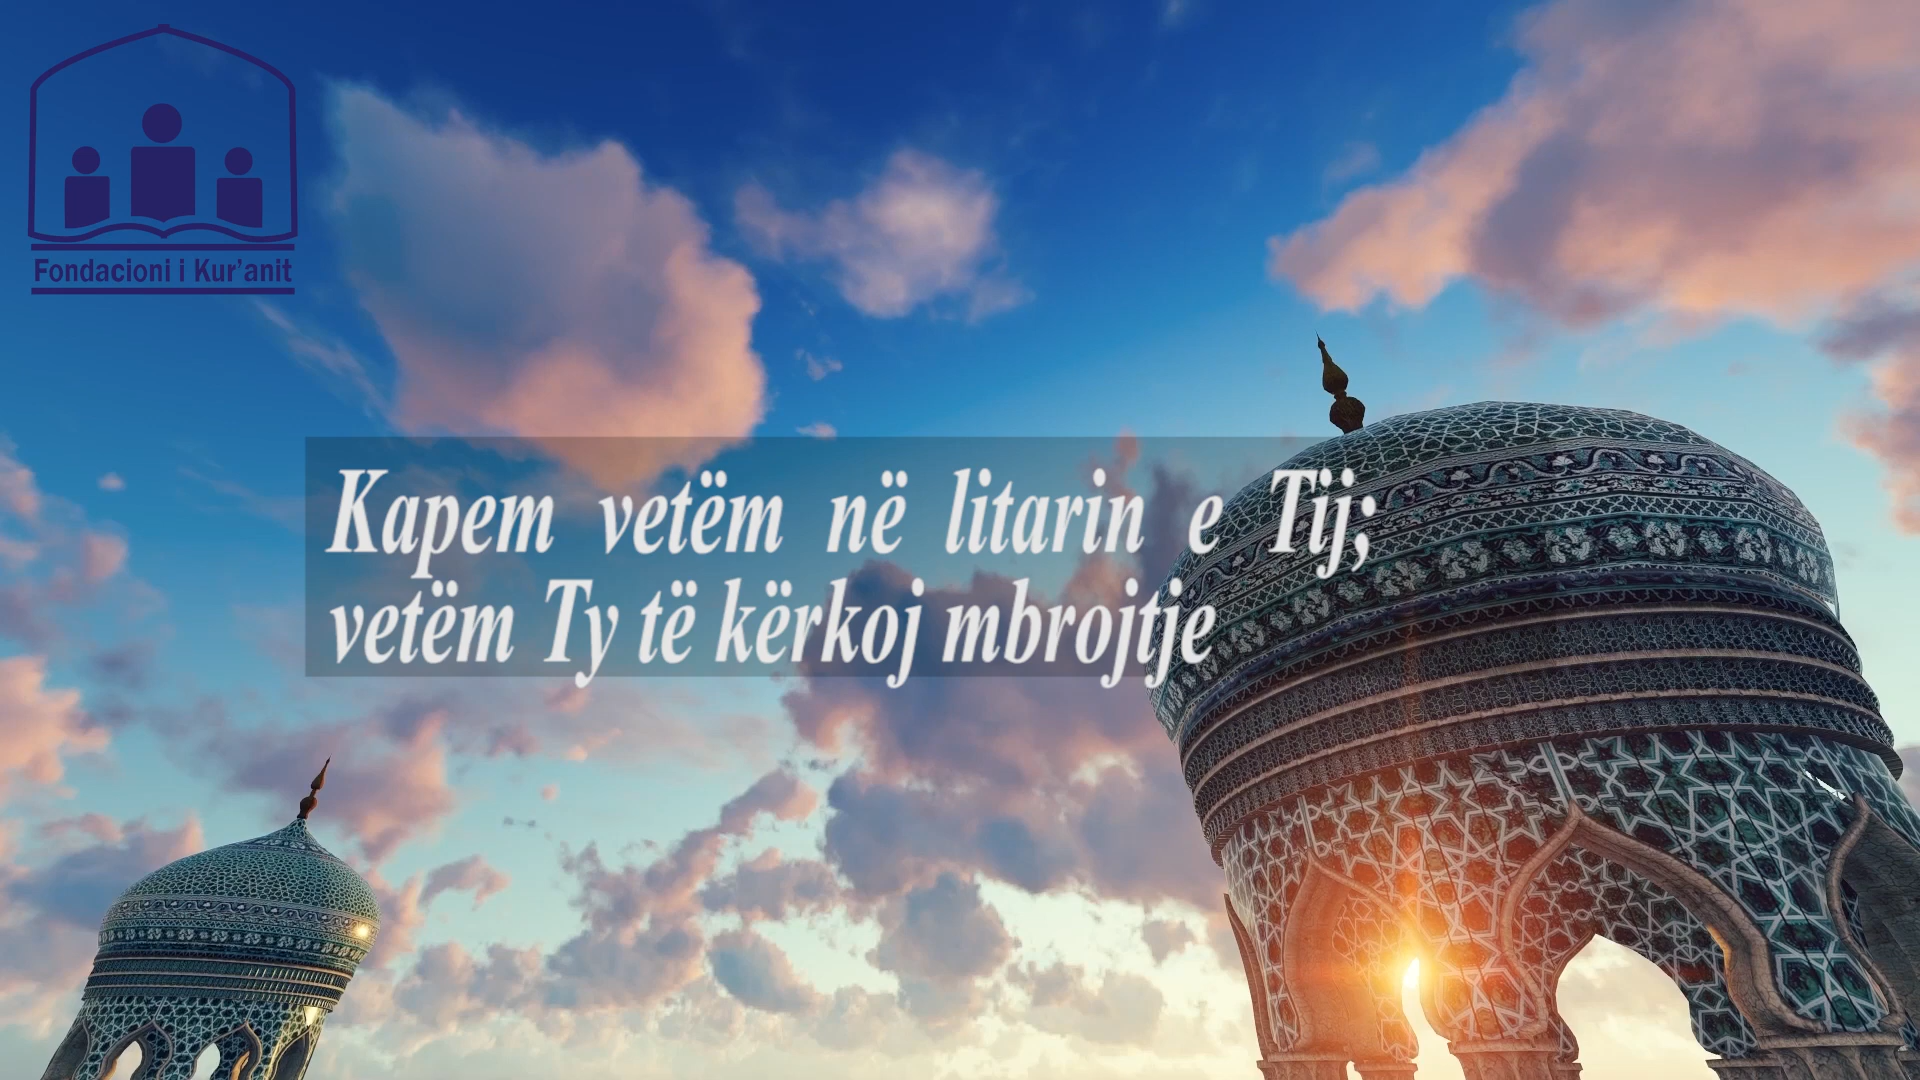 Fondacioni i Kur'anit
Kapem vetëm në litarin e Tij;
vetëm Ty të kërkoj mbrojtje